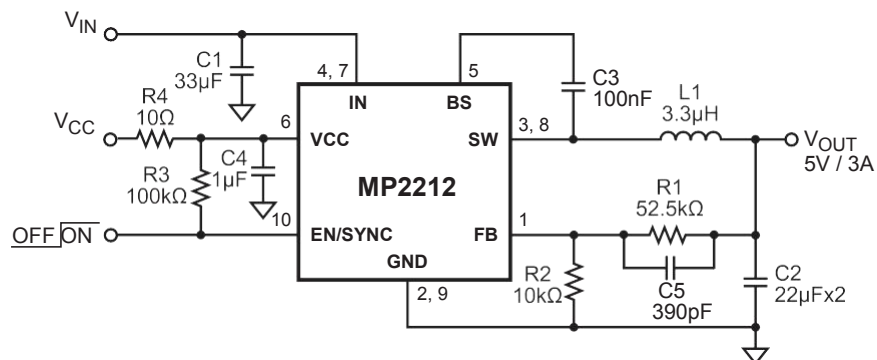 VIN
C1
33µF
4, 7
5
IN
BS
C3
100nF
L1
3.3µH
R4
10Ω
VCC
6
VCC
SW
3, 8
VOUT
5V / 3A
C4
1µF
R3
100kΩ
MP2212
R1
52.5kΩ
10
EN/SYNC
FB
1
OFF ON
GND
2, 9
R2
10kΩ
C5
390pF
C2
22µFx2